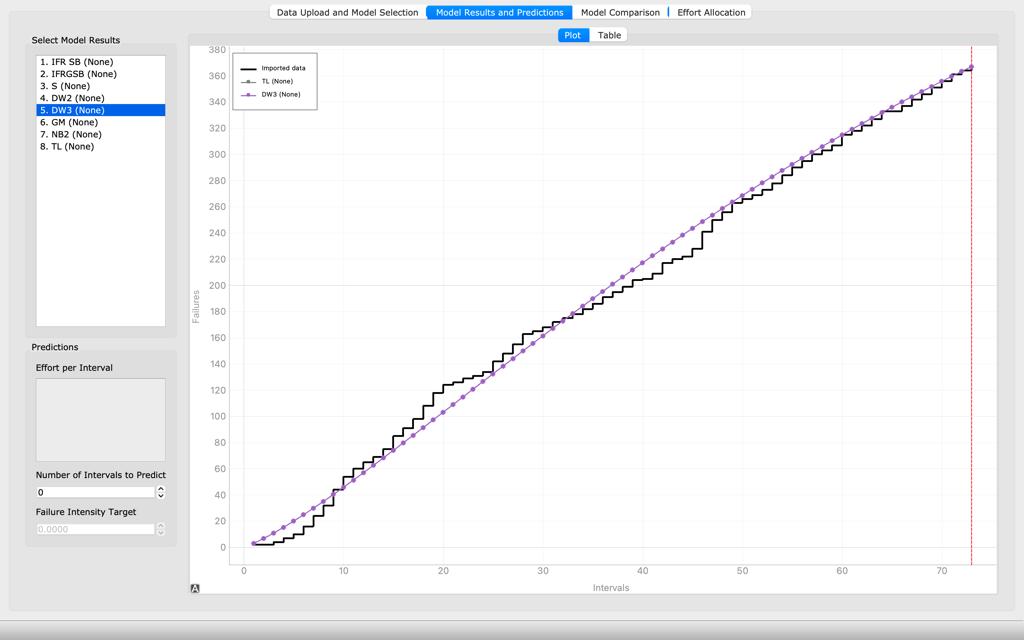 Data Upload and Model Selection Model Results and Predictions Model Comparison Effort Allocation
Select Model Results
1. IFR SB (None)
2. IFRGSB (None)
3. S (None)
4. DW2 (None)
5. DW3 (None)
6. GM (None)
7. NB2 (None)
8. TL (None)
Predictions
Effort per Interval
Number of Intervals to Predict
0
Failure Intensity Target
0.0000
Plot Table
Imported data
TL (None)
DW3 (None)
380
360
340
320
300
280
260
240
220
200
180
160
140
120
100
80
60
40
20
0
Failures
0 10 20 30 40 50 60 70
Intervals
A